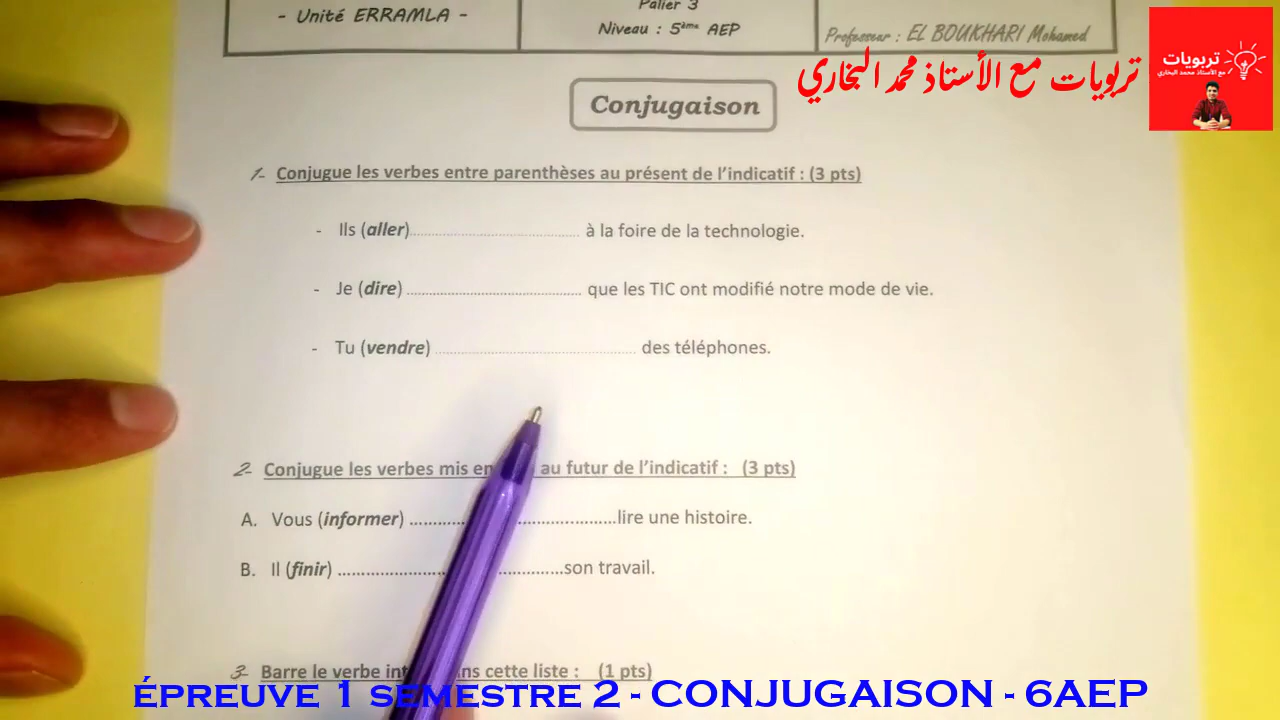 - Unité ERRAMLA -
Palier 3
Niveau : 5ème AEP
Professeur : EL BOUKHARI Mohamed
تربويات مع الأستاذ محمد البخاري
تربويات
مع الأستاذ محمد البخاري
Conjugaison
1- Conjugue les verbes entre parenthèses au présent de l'indicatif : (3 pts)
- Ils (aller)........................................ à la foire de la technologie.
- Je (dire) ........................................ que les TIC ont modifié notre mode de vie.
- Tu (vendre) ........................................ des téléphones.
2- Conjugue les verbes mis en au futur de l'indicatif : (3 pts)
A. Vous (informer) ........................................lire une histoire.
B. Il (finir) ........................................son travail.
3- Barre le verbe cette liste : (1 pts)
ÉPREUVE 1 SEMESTRE 2 - CONJUGAISON - 6AEP